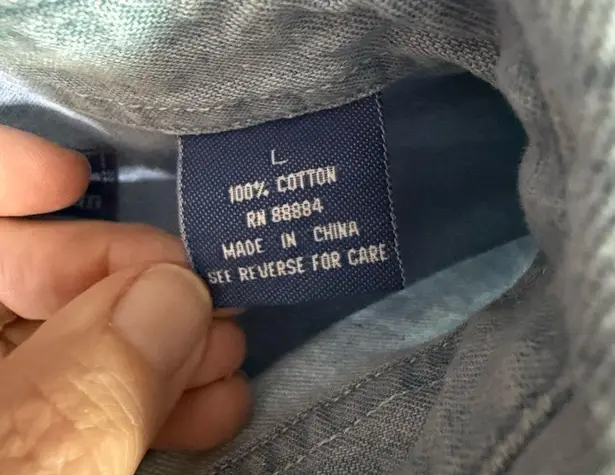 L
100% COTTON
RN 88884
MADE IN CHINA
SEE REVERSE FOR CARE